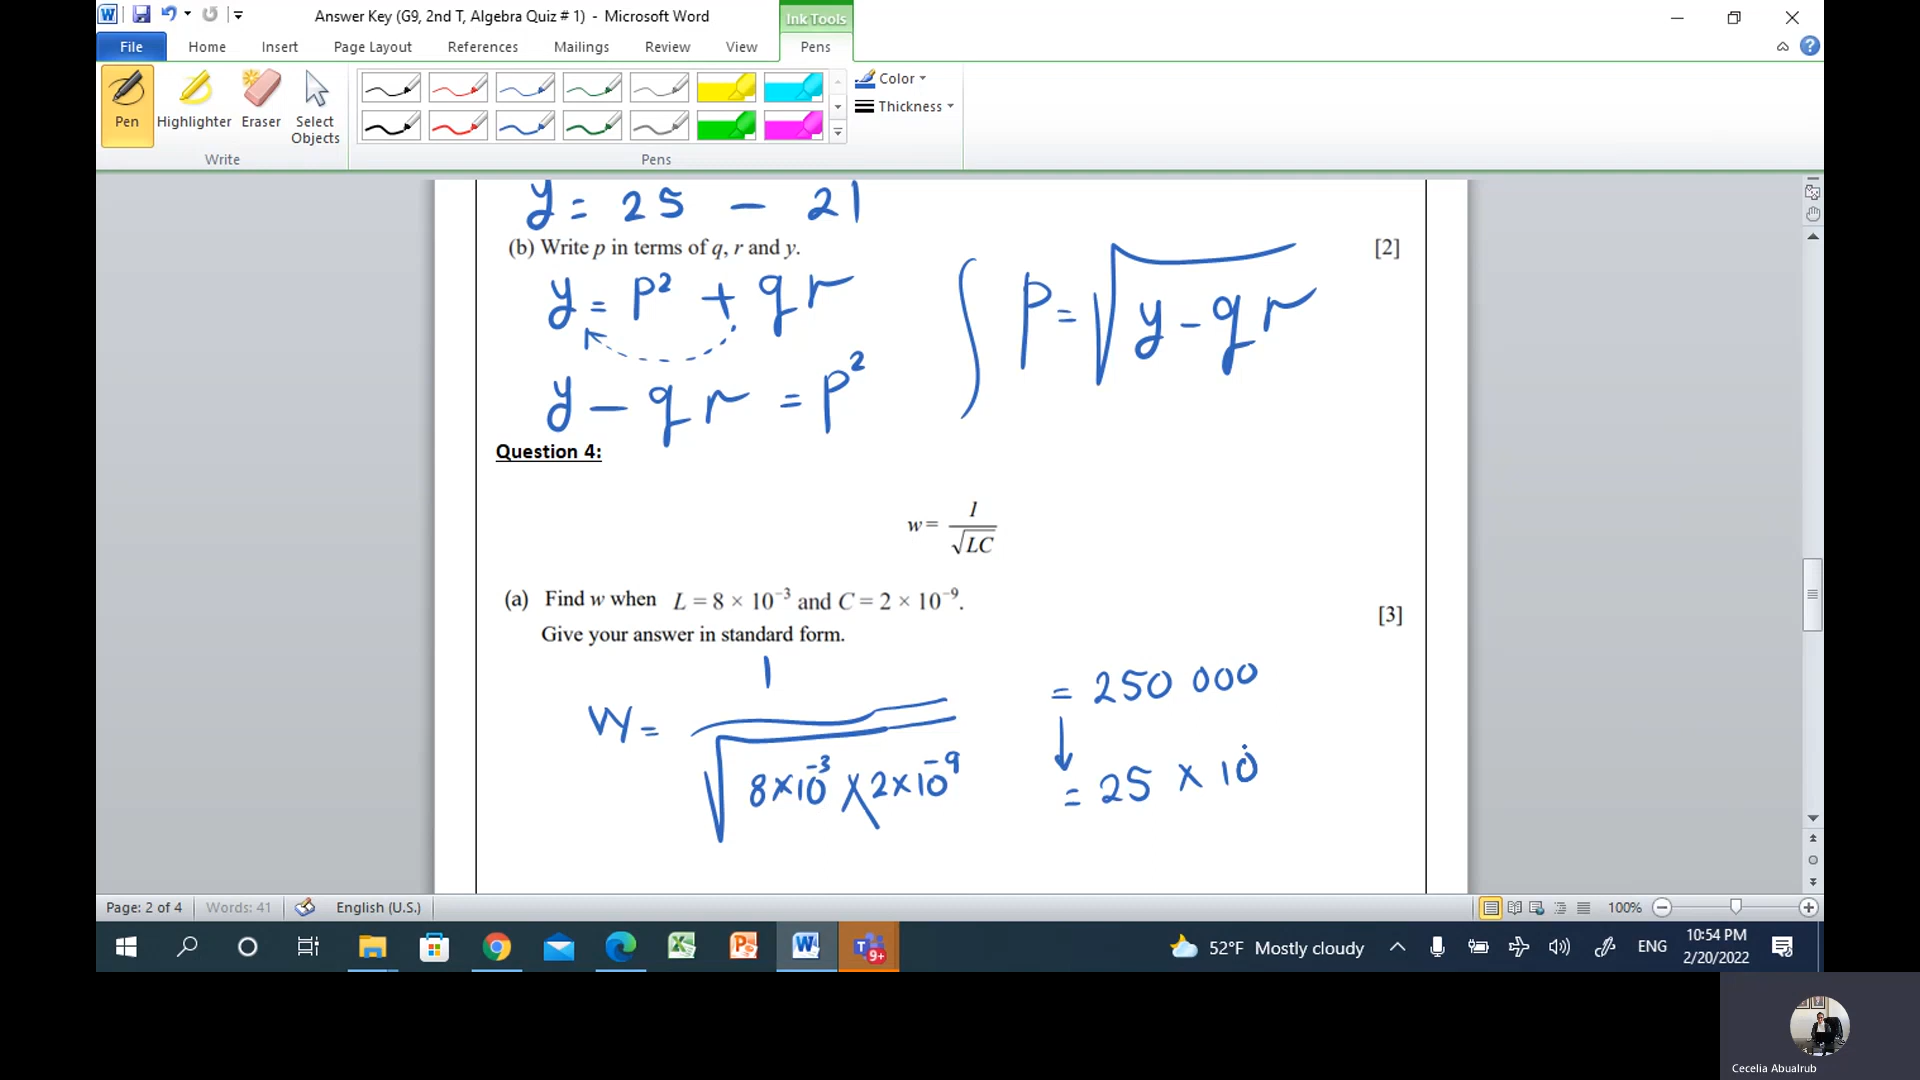 Answer Key (G9, 2nd T, Algebra Quiz # 1) - Microsoft Word
Ink Tools
File Home Insert Page Layout References Mailings Review View Pens
Pen Highlighter Eraser Select Objects
Color
Thickness
Write
Pens
y = 25 - 21
(b) Write p in terms of q, r and y. [2]
y = p² + qr
p = √(y - qr)
y - qr = p²
Question 4:
w = 1/√LC
(a) Find w when L = 8 × 10⁻³ and C = 2 × 10⁻⁹.
[3]
Give your answer in standard form.
W = 1/√(8×10⁻³ × 2×10⁻⁹)
= 250 000
= 25 × 10
Page: 2 of 4 Words: 41 English (U.S.) 100%
9+
52°F Mostly cloudy ENG
10:54 PM
2/20/2022
Cecelia Abualrub